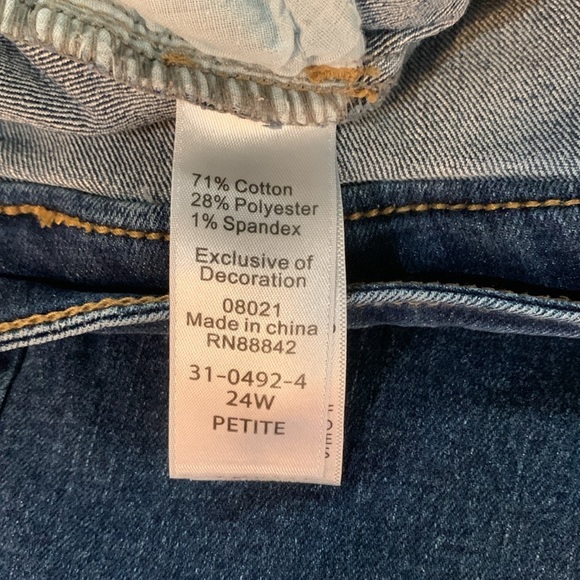 71% Cotton
28% Polyester
1% Spandex
Exclusive of
Decoration
08021
Made in china
RN88842
31-0492-4
24W
PETITE